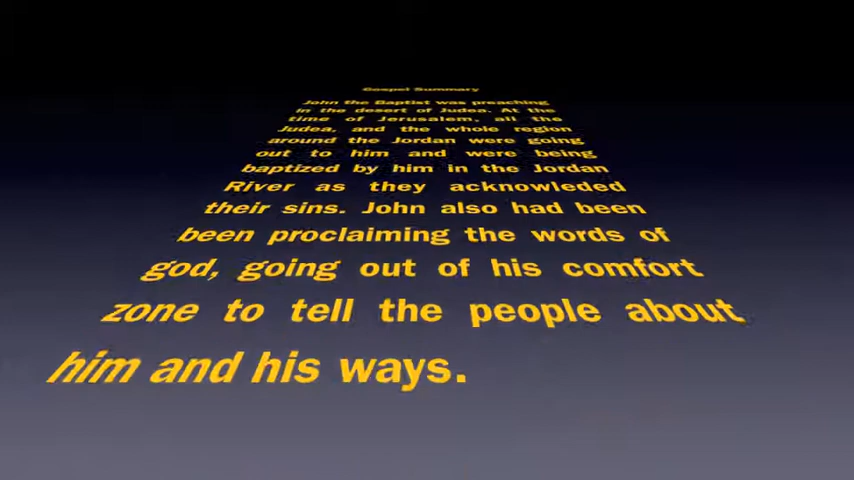 Gospel Summary
John the Baptist was preaching
in the desert of Judea. At the
time of Jerusalem, all the
Judea, and the whole region
around the Jordan were going
out to him and were being
baptized by him in the Jordan
River as they acknowleded
their sins. John also had been
been proclaiming the words of
god, going out of his comfort
zone to tell the people about
him and his ways.